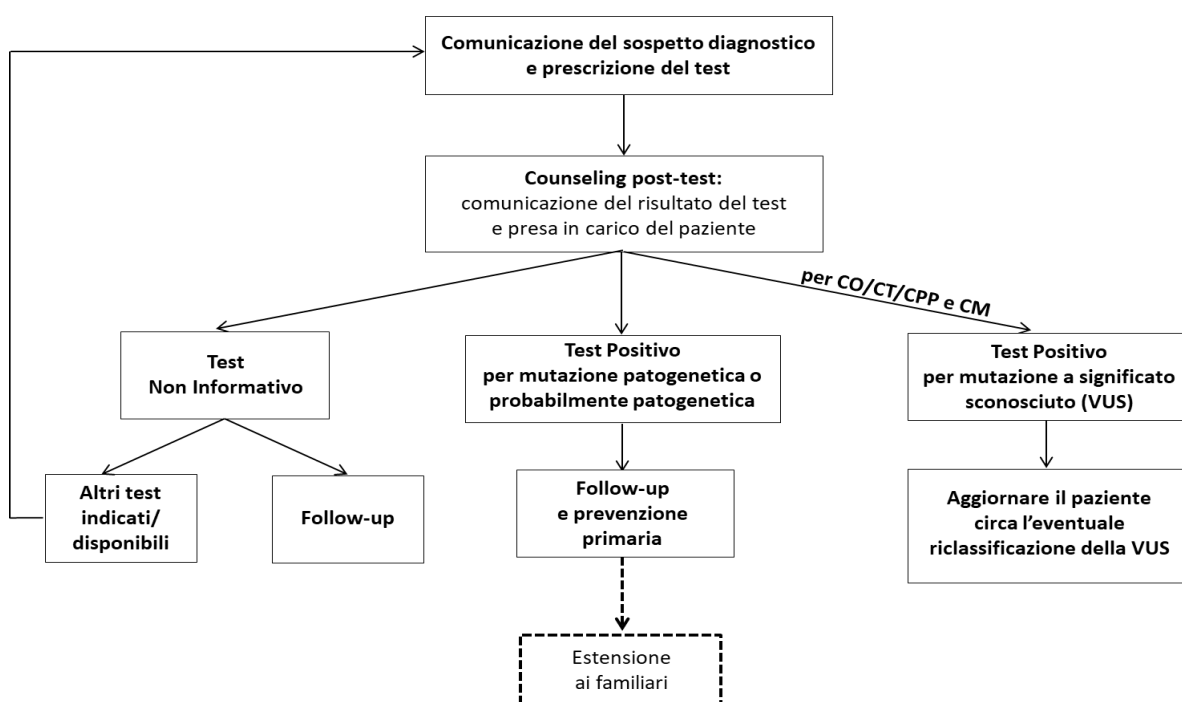 Comunicazione del sospetto diagnostico
e prescrizione del test
Counseling post-test:
comunicazione del risultato del test
e presa in carico del paziente
per CO/CT/CPP e CM
Test
Non Informativo
Test Positivo
per mutazione patogenetica o
probabilmente patogenetica
Test Positivo
per mutazione a significato
sconosciuto (VUS)
Altri test
indicati/
disponibili
Follow-up
Follow-up
e prevenzione
primaria
Aggiornare il paziente
circa l’eventuale
riclassificazione della VUS
Estensione
ai familiari